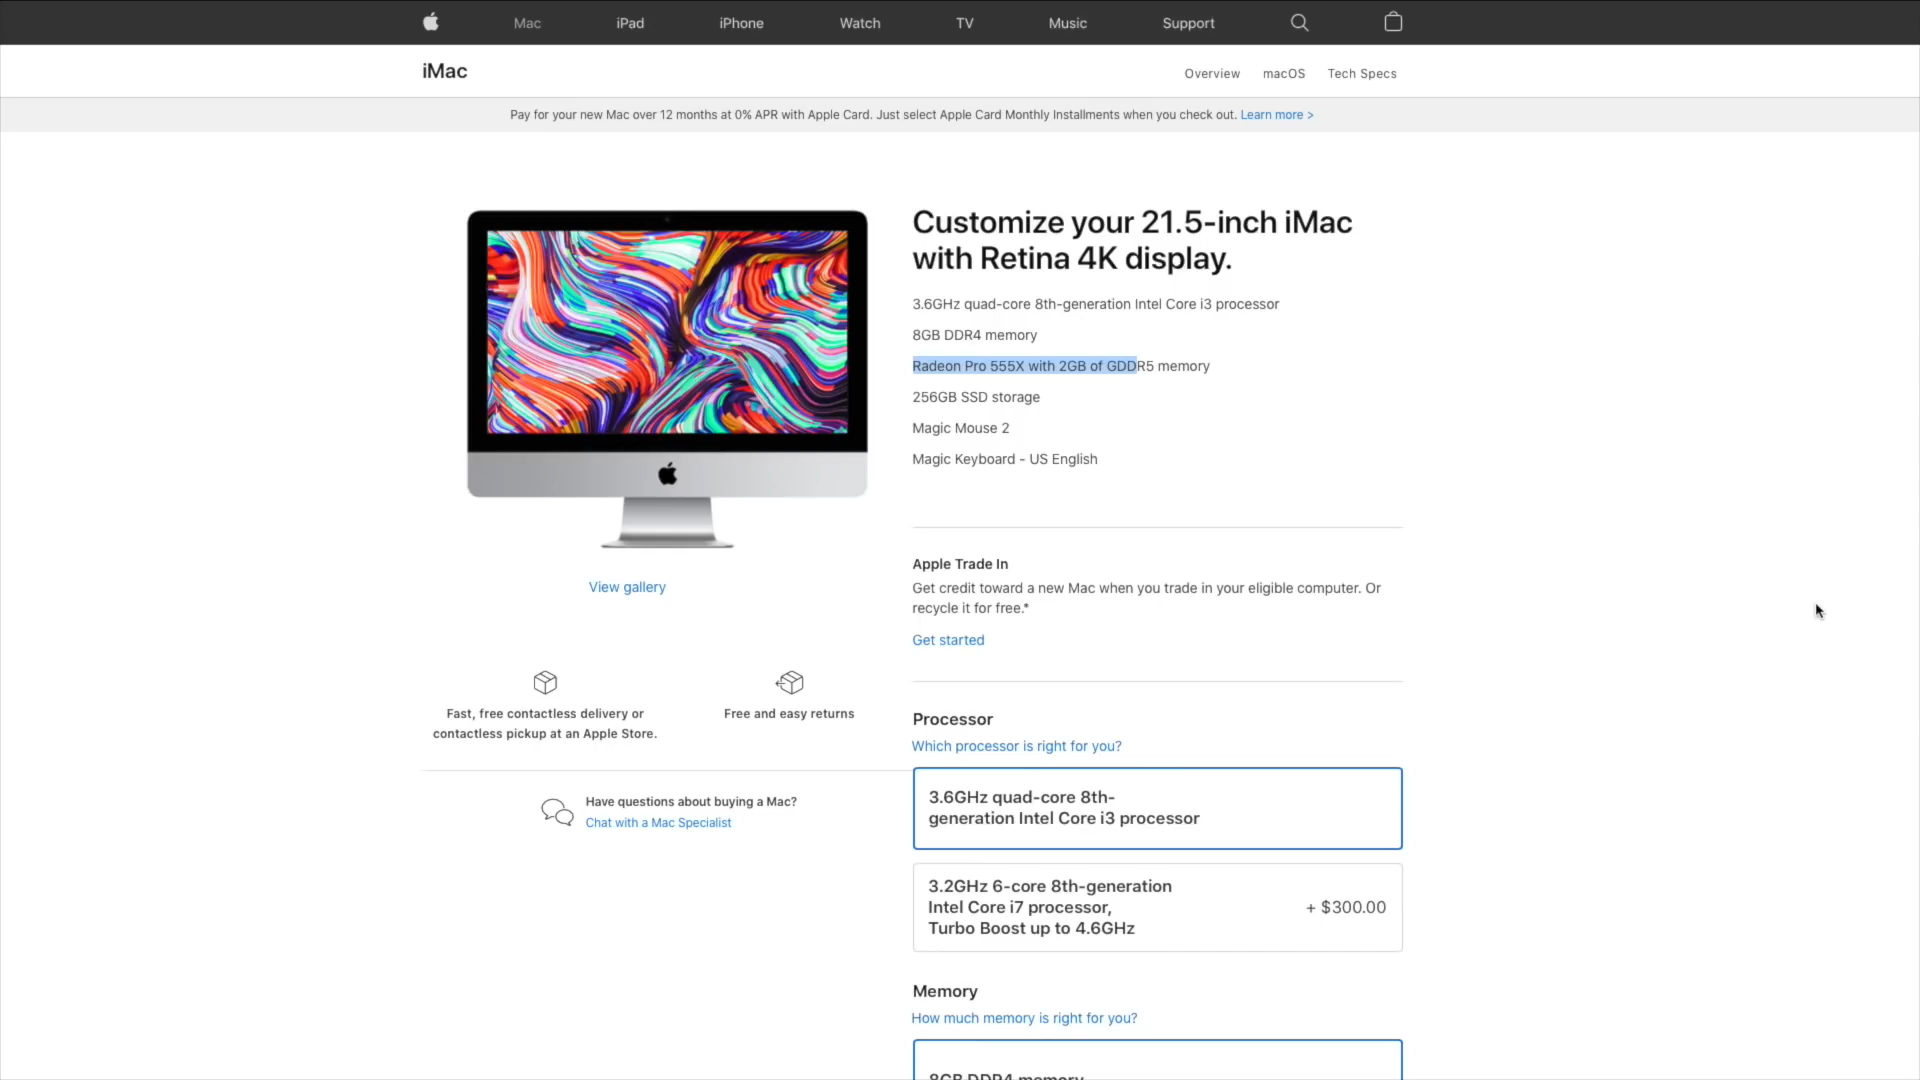 Mac iPad iPhone Watch TV Music Support
iMac
Overview macOS Tech Specs
Pay for your new Mac over 12 months at 0% APR with Apple Card. Just select Apple Card Monthly Installments when you check out. Learn more >
Customize your 21.5-inch iMac
with Retina 4K display.
3.6GHz quad-core 8th-generation Intel Core i3 processor
8GB DDR4 memory
Radeon Pro 555X with 2GB of GDDR5 memory
256GB SSD storage
Magic Mouse 2
Magic Keyboard - US English
View gallery
Fast, free contactless delivery or
contactless pickup at an Apple Store.
Free and easy returns
Have questions about buying a Mac?
Chat with a Mac Specialist
Apple Trade In
Get credit toward a new Mac when you trade in your eligible computer. Or
recycle it for free.*
Get started
Processor
Which processor is right for you?
3.6GHz quad-core 8th-
generation Intel Core i3 processor
3.2GHz 6-core 8th-generation
Intel Core i7 processor,
Turbo Boost up to 4.6GHz
+ $300.00
Memory
How much memory is right for you?
8GB DDR4 memory